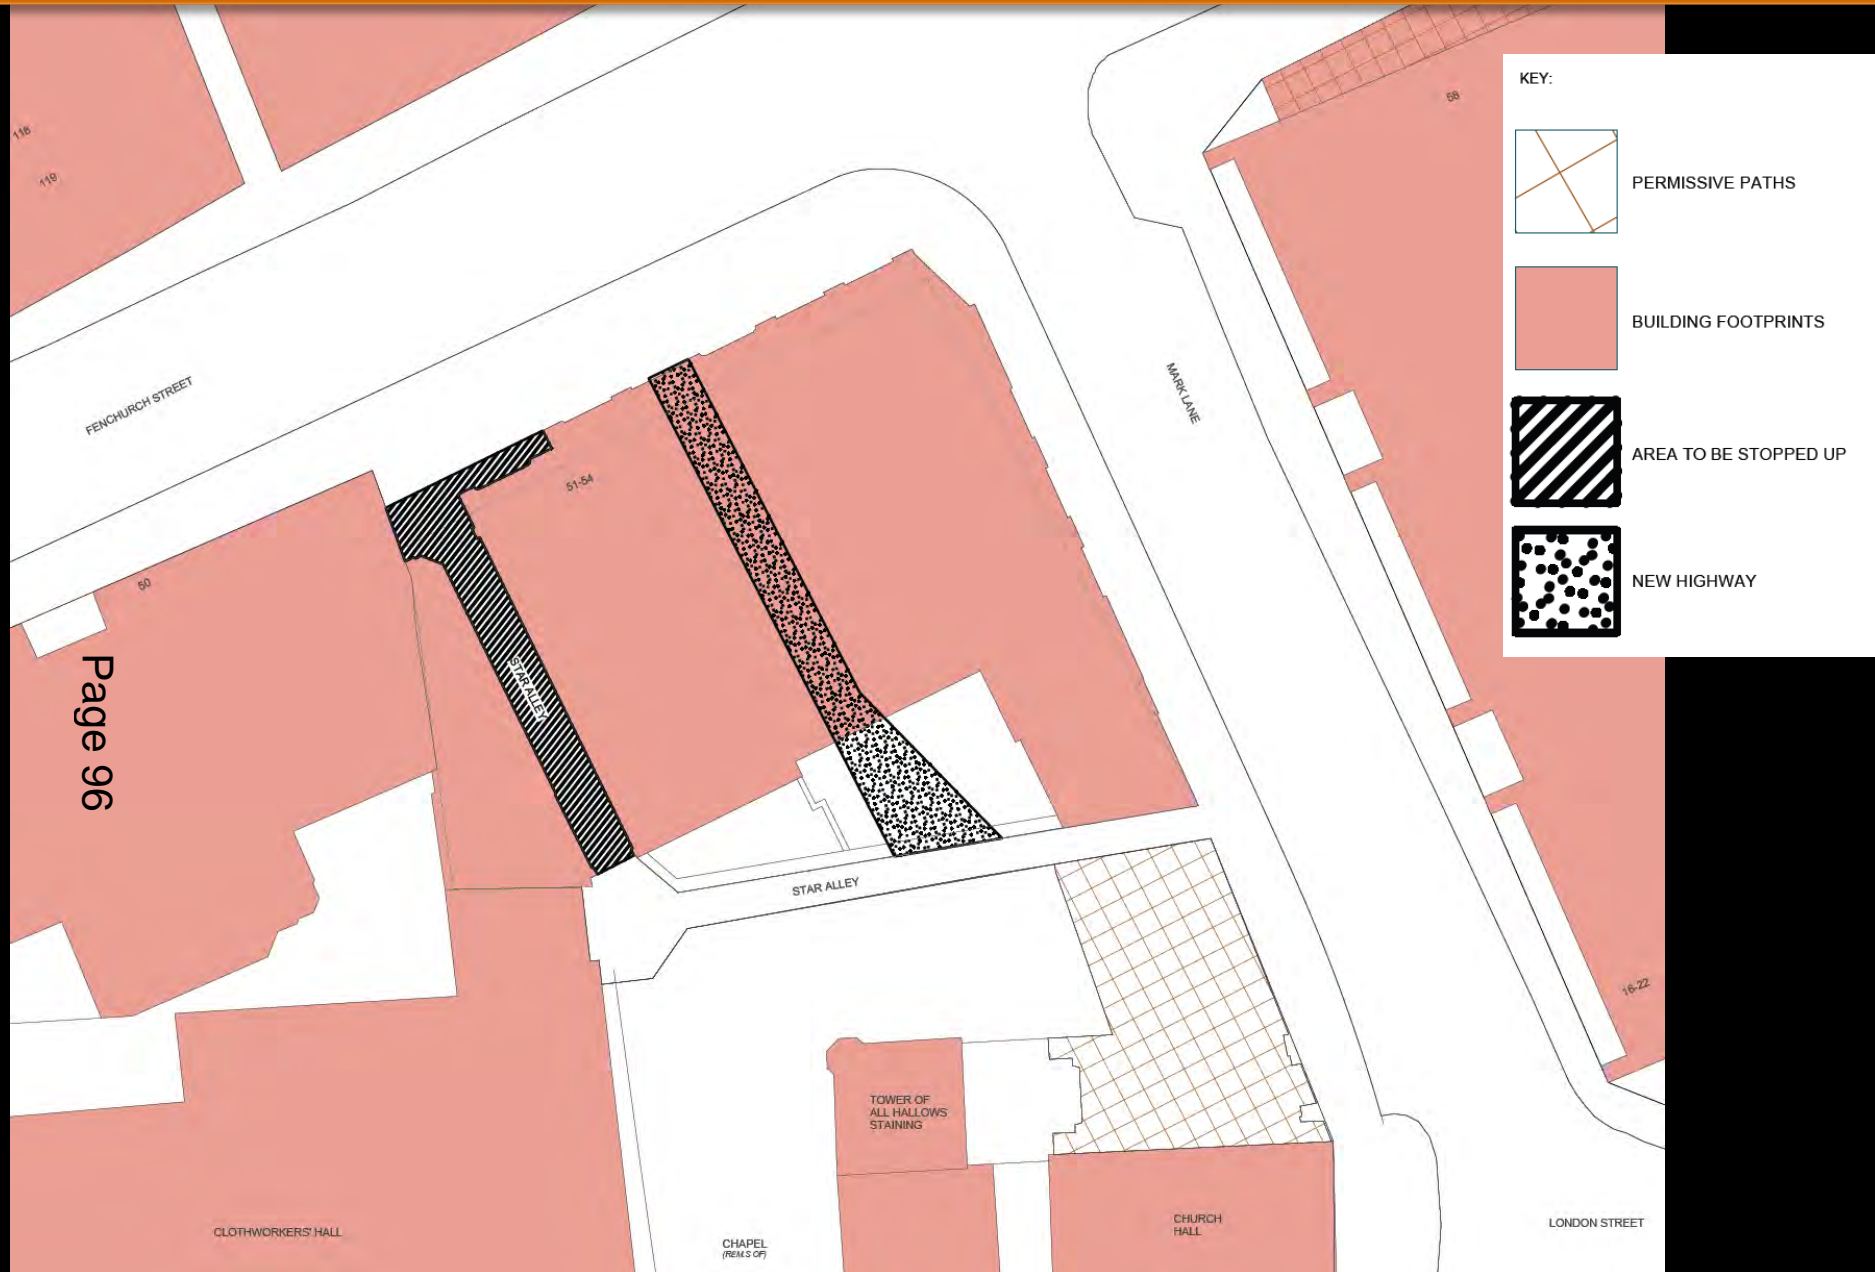 118
119
58
KEY:
PERMISSIVE PATHS
BUILDING FOOTPRINTS
AREA TO BE STOPPED UP
NEW HIGHWAY
FENCHURCH STREET
MARK LANE
51-54
50
STAR ALLEY
Page 96
STAR ALLEY
16-22
TOWER OF
ALL HALLOWS
STAINING
CLOTHWORKERS' HALL
CHAPEL
(REM.S OF)
CHURCH
HALL
LONDON STREET